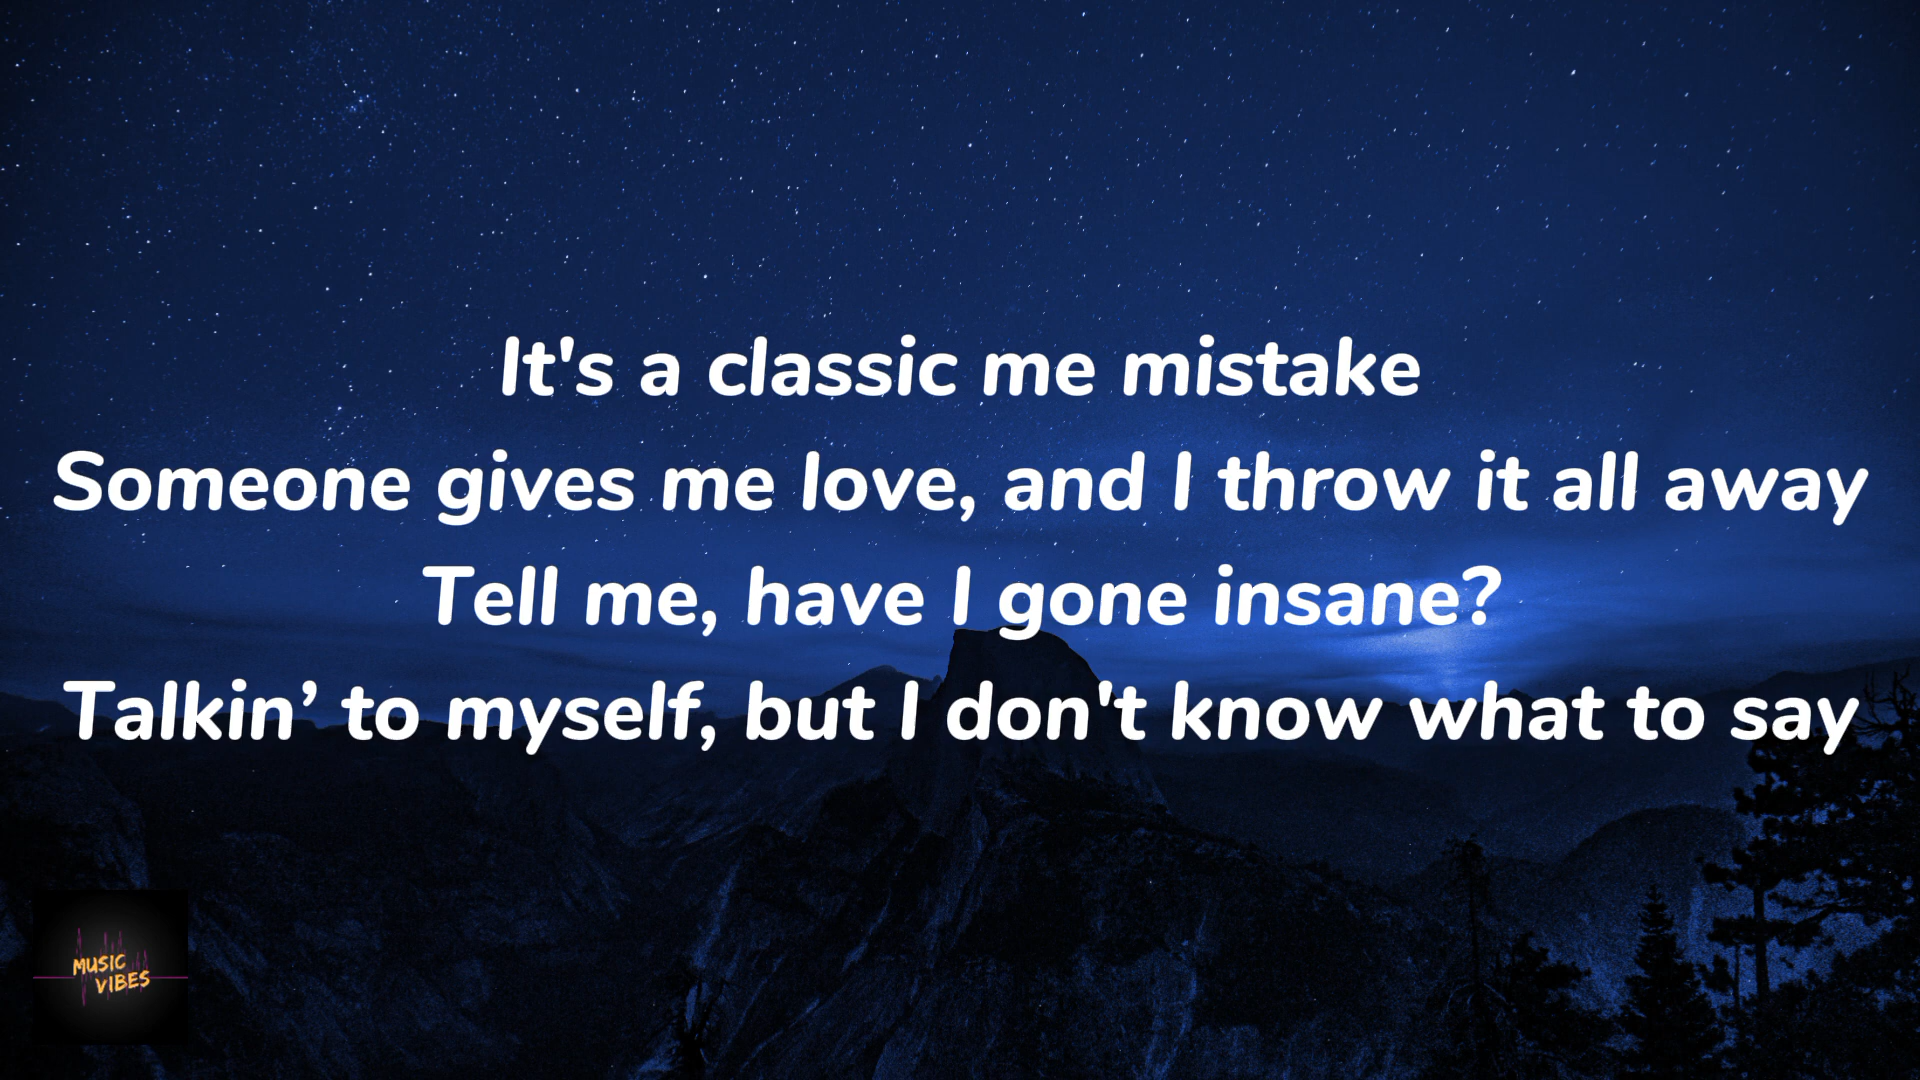 It's a classic me mistake
Someone gives me love, and I throw it all away
Tell me, have I gone insane?
Talkin’ to myself, but I don't know what to say
MUSIC
VIBES